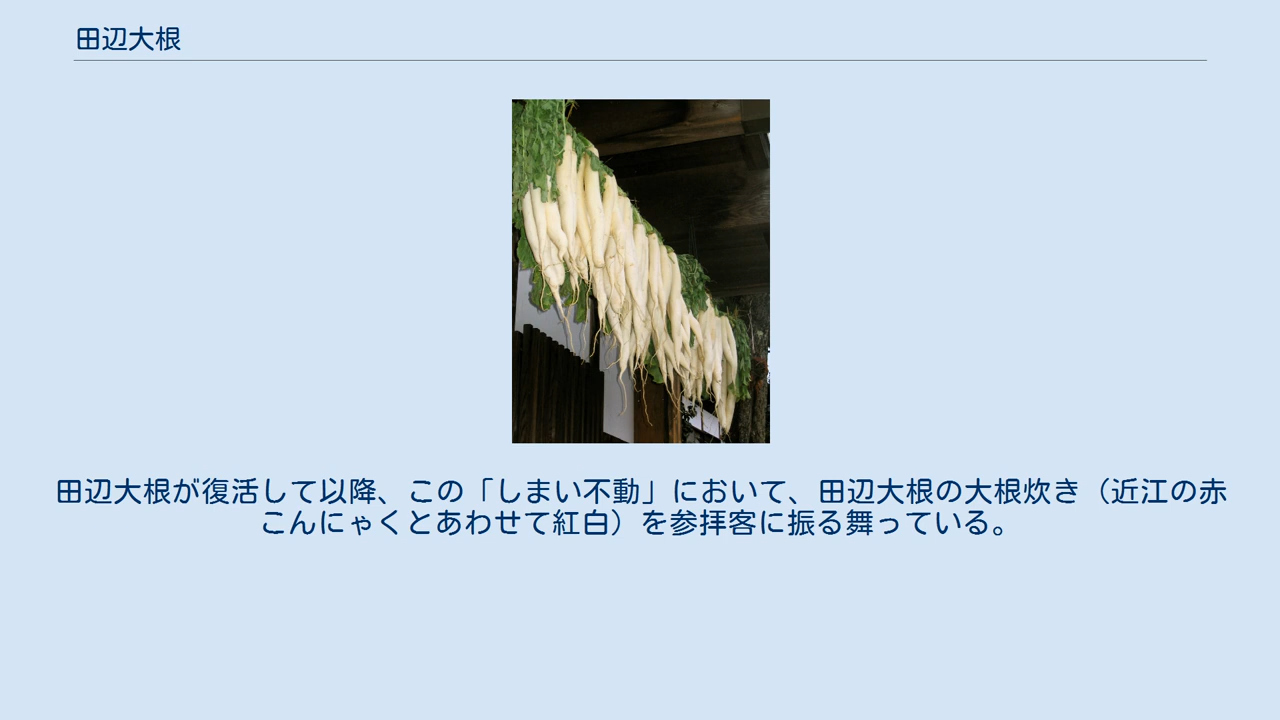 田辺大根
田辺大根が復活して以降、この「しまい不動」において、田辺大根の大根炊き（近江の赤
こんにゃくとあわせて紅白）を参拝客に振る舞っている。